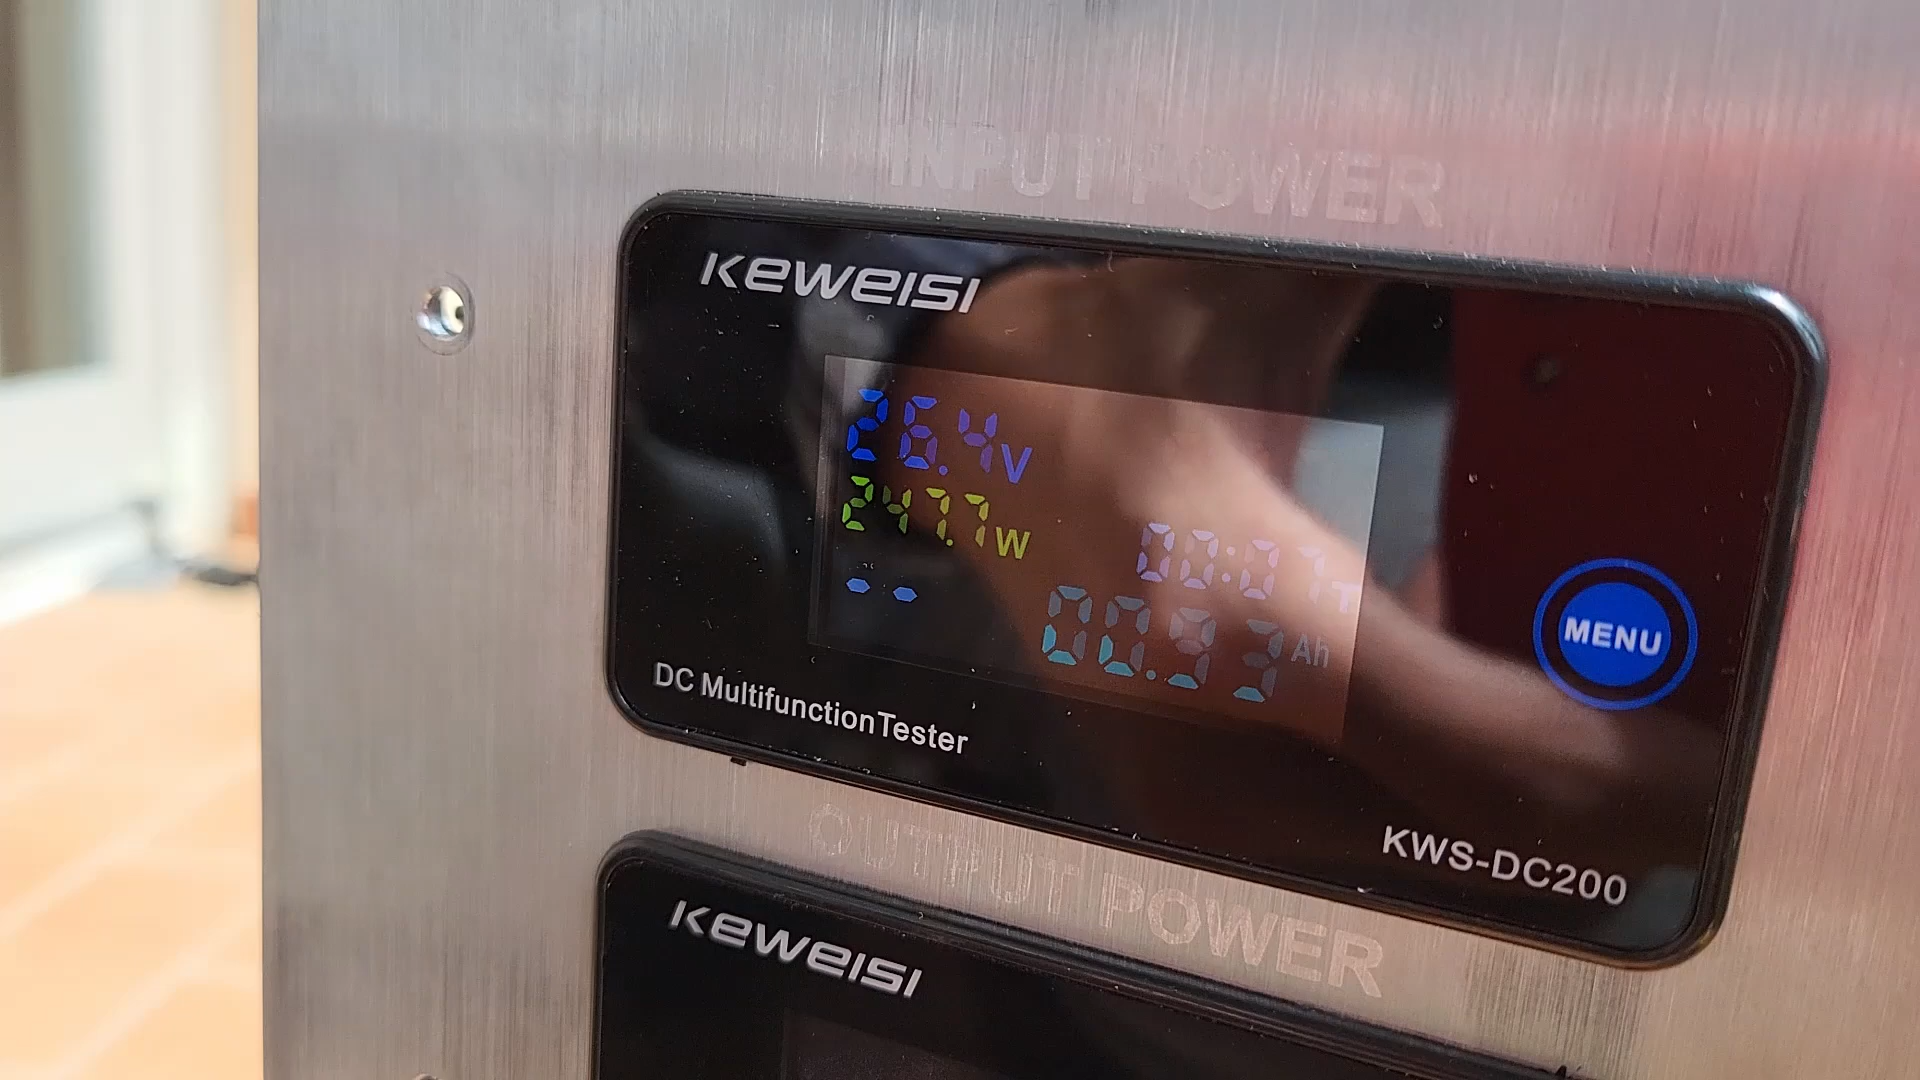 INPUT POWER
KEWEISI
26.4V
247.7W
00:01T
--
00.93Ah
MENU
DC Multifunction Tester
KWS-DC200
OUTPUT POWER
KEWEISI